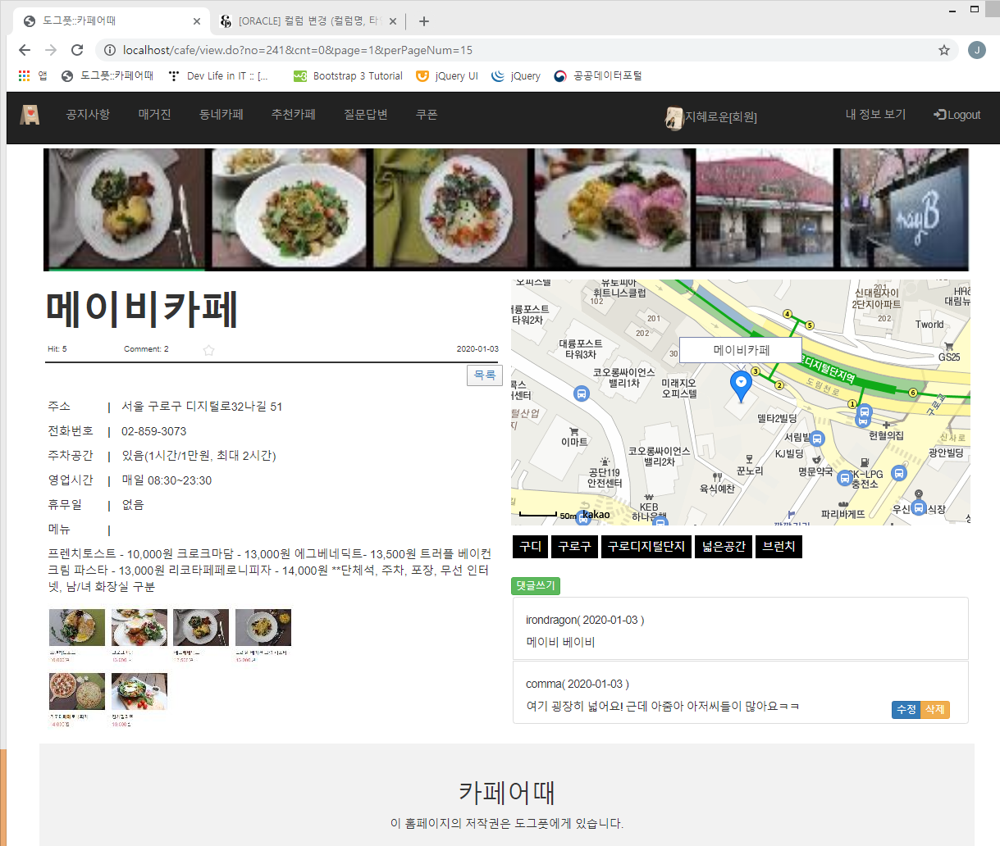 도그풋::카페어때
[ORACLE] 컬럼 변경 (컬럼명, 타
localhost/cafe/view.do?no=241&cnt=0&page=1&perPageNum=15
J
앱
도그풋::카페어때
Dev Life in IT :: [...
Bootstrap 3 Tutorial
jQuery UI
jQuery
공공데이터포털
공지사항
매거진
동네카페
추천카페
질문답변
쿠폰
지혜로운[회원]
내 정보 보기
Logout
mayB
메이비카페
Hit: 5
Comment: 2
2020-01-03
목록
주소 | 서울 구로구 디지털로32나길 51
전화번호 | 02-859-3073
주차공간 | 있음(1시간/1만원, 최대 2시간)
영업시간 | 매일 08:30~23:30
휴무일 | 없음
메뉴 |
프렌치토스트 - 10,000원 크로크마담 - 13,000원 에그베네딕트- 13,500원 트러플 베이컨
크림 파스타 - 13,000원 리코타페페로니피자 - 14,000원 **단체석, 주차, 포장, 무선 인터
넷, 남/녀 화장실 구분
오피스텔
유토피아
휘트니스클럽
102
201
202
201
202
30
신대림자이
2단지아파트
대림뉴
Tworld
GS25
륭포스트
타워2차
대륭포스트
타워3차
메이비카페
로디지털단지역
4
5
3
2
1
6
도림천로
구로교
코오롱싸이언스
밸리1차
미래지오
오피스텔
콕스
센터
털산업
지
이마트
델타2빌딩
서림빌
KJ빌딩
헌혈의집
신사로
광안빌딩
코오롱싸이언스
밸리2차
공단119
안전센터
꾼노리
명문약국
SK-LPG
충전소
육식예찬
KEB
하나은행
파리바게뜨
우신
식장
깔깔거리
길
50m
kakao
구디
구로구
구로디지털단지
넓은공간
브런치
댓글쓰기
irondragon( 2020-01-03 )
메이비 베이비
comma( 2020-01-03 )
여기 굉장히 넓어요! 근데 아줌아 아저씨들이 많아요ㅋㅋ
수정
삭제
카페어때
이 홈페이지의 저작권은 도그풋에게 있습니다.